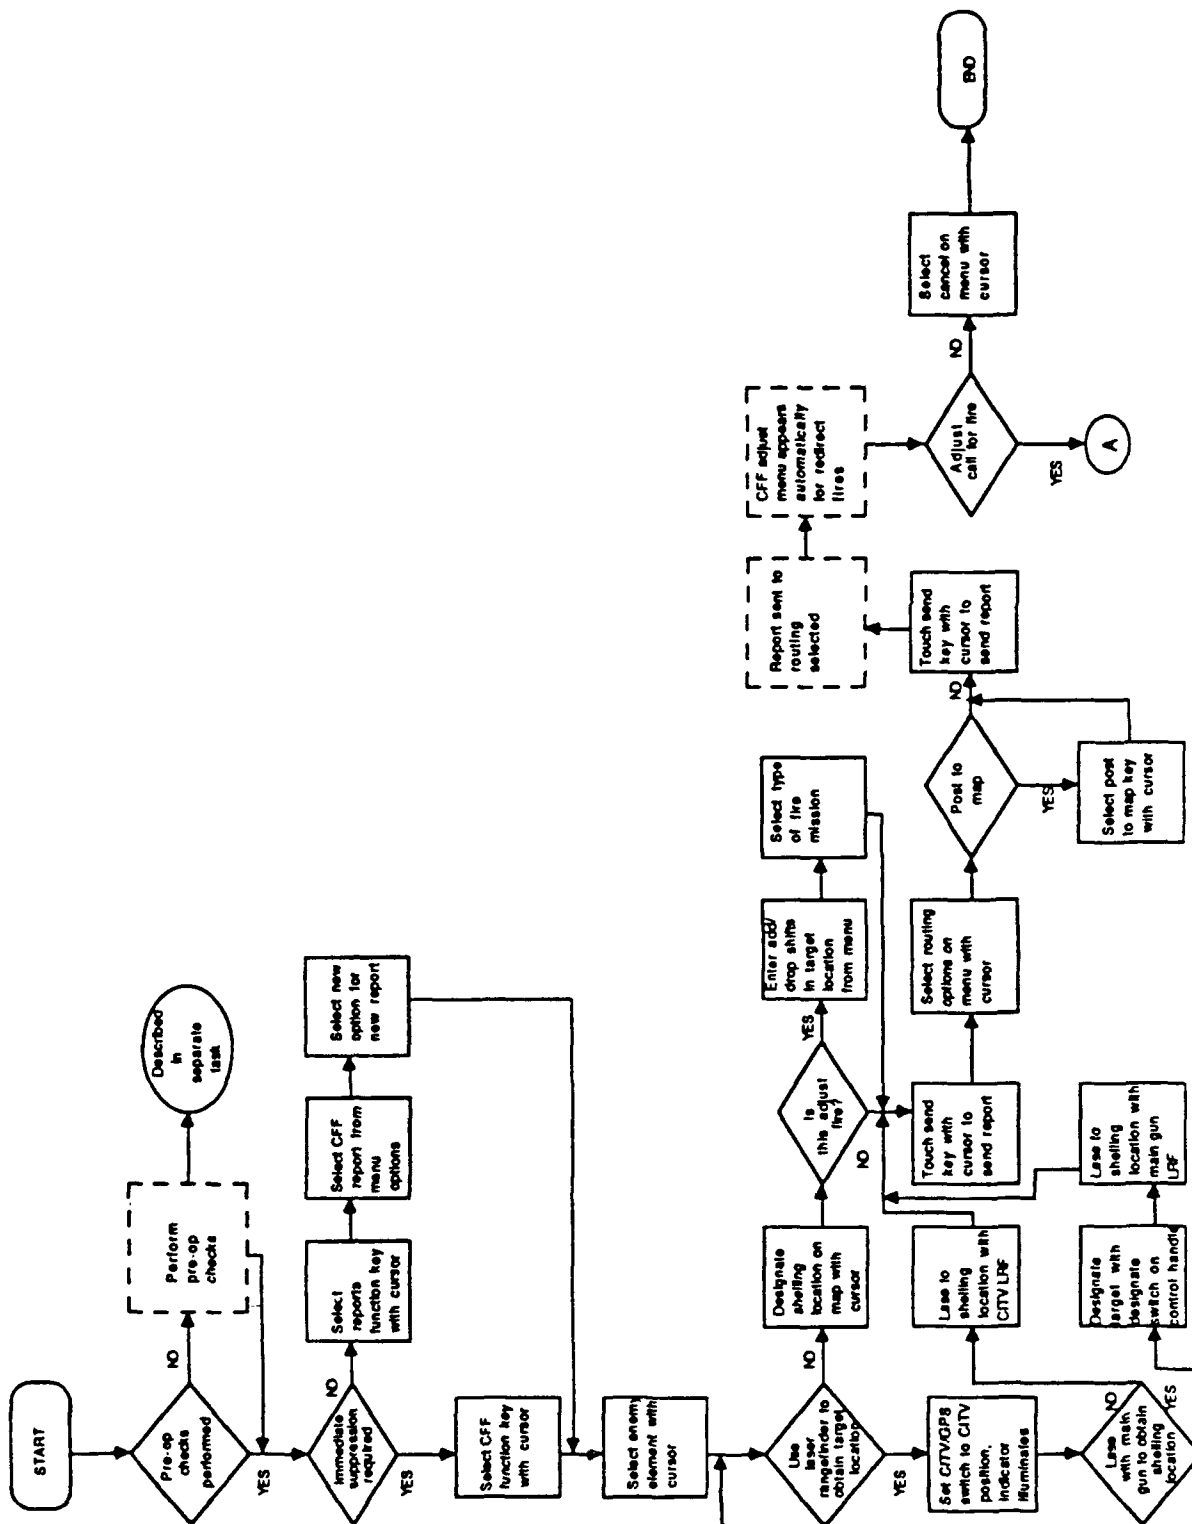 START
Pre-op
checks
performed
NO
YES
Perform
pre-op
checks
Described
in
separate
task
Immediate
suppression
required
NO
YES
Select
reports
function key
with cursor
Select CFF
report from
menu
options
Select new
option for
new report
Select CFF
function key
with cursor
Select enemy
element with
cursor
Use
laser
rangefinder to
obtain target
location
NO
YES
Designate
shelling
location on
map with
cursor
Is
this adjust
fire?
YES
NO
Enter add/
drop shifts
in target
location
from menu
Select type
of fire
mission
Set CITV/GPS
switch to CITV
position,
indicator
illuminates
Lase
with main
gun to obtain
shelling
location
NO
YES
Lase to
shelling
location with
CITV LRF
Designate
target with
designate
switch on
control handle
Lase to
shelling
location with
main gun
LRF
Touch send
key with
cursor to
send report
Select routing
options on
menu with
cursor
Post to
map
NO
YES
Select post
to map key
with cursor
Touch send
key with
cursor to
send report
Report sent to
routing
selected
CFF adjust
menu appears
automatically
for redirect
fires
Adjust
call for fire
NO
YES
A
Select
cancel on
menu with
cursor
END